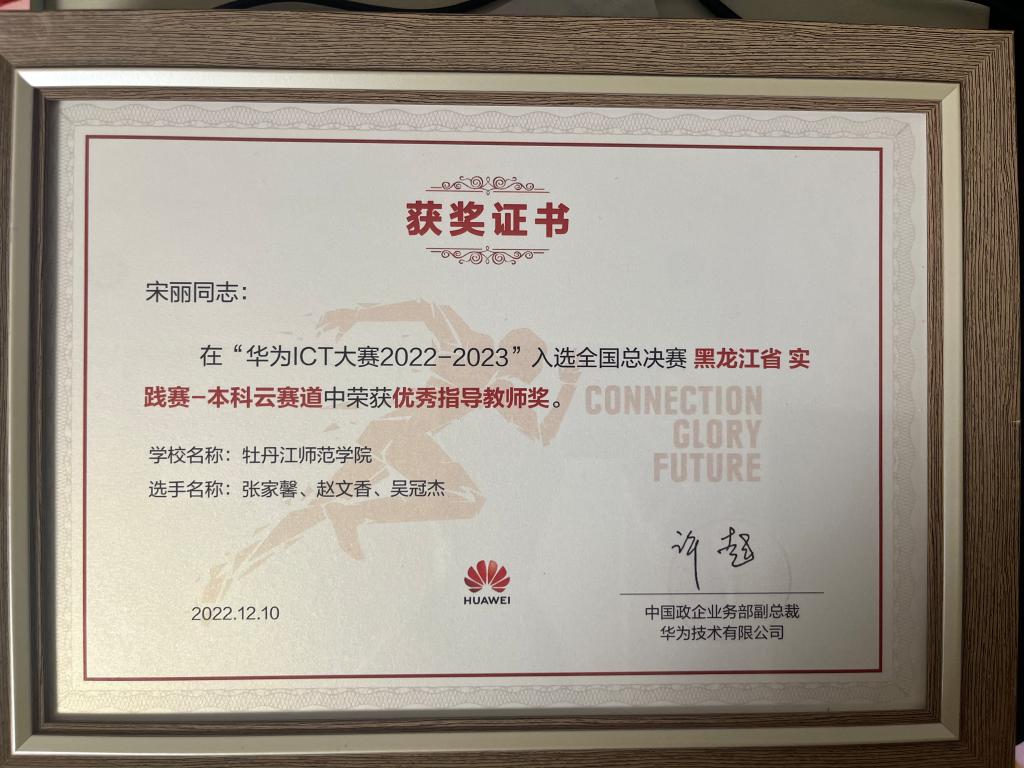 获奖证书
宋丽同志：
在“华为ICT大赛2022-2023”入选全国总决赛 黑龙江省 实
践赛-本科云赛道中荣获优秀指导教师奖。
CONNECTION
GLORY
FUTURE
学校名称：牡丹江师范学院
选手名称：张家馨、赵文香、吴冠杰
许超
HUAWEI
2022.12.10
中国政企业务部副总裁
华为技术有限公司